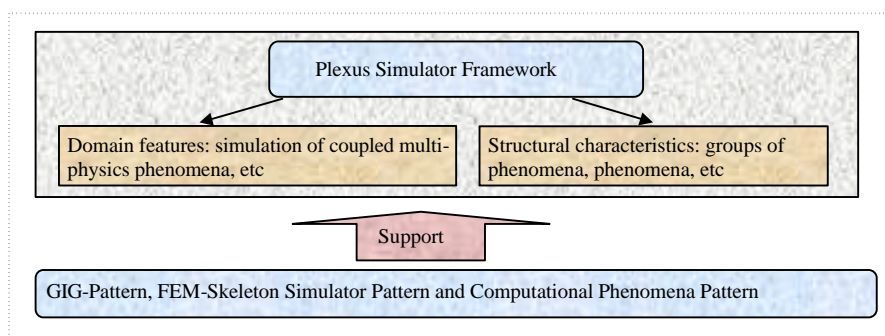 Plexus Simulator Framework
Domain features: simulation of coupled multi-
physics phenomena, etc
Structural characteristics: groups of
phenomena, phenomena, etc
Support
GIG-Pattern, FEM-Skeleton Simulator Pattern and Computational Phenomena Pattern